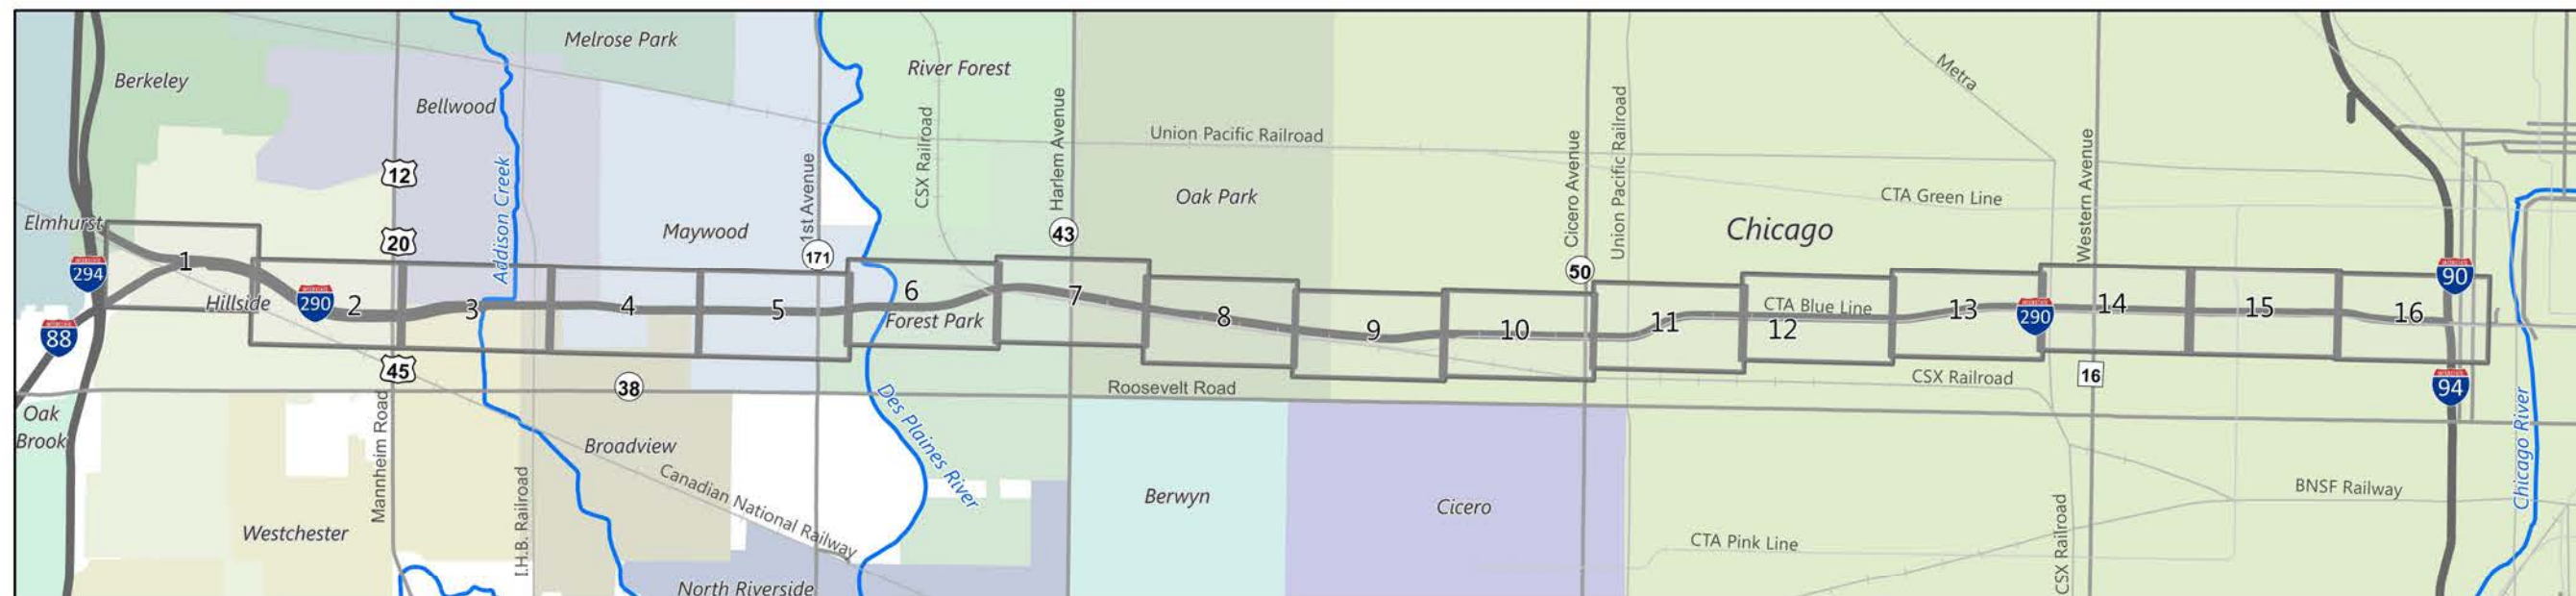 Melrose Park
Berkeley
River Forest
Metra
Bellwood
Union Pacific Railroad
CSX Railroad
Harlem Avenue
Cicero Avenue
Union Pacific Railroad
Western Avenue
12
Addison Creek
1st Avenue
Oak Park
CTA Green Line
Elmhurst
Maywood
Chicago
20
171
43
294
1
50
90
Hillside
290
2
3
4
5
6
7
8
9
10
11
CTA Blue Line
12
13
290
14
15
16
Forest Park
88
45
38
Roosevelt Road
CSX Railroad
16
94
Oak
Brook
Mannheim Road
Des Plaines River
Chicago River
Broadview
Canadian National Railway
I.H.B. Railroad
Berwyn
Cicero
BNSF Railway
Westchester
CTA Pink Line
CSX Railroad
North Riverside